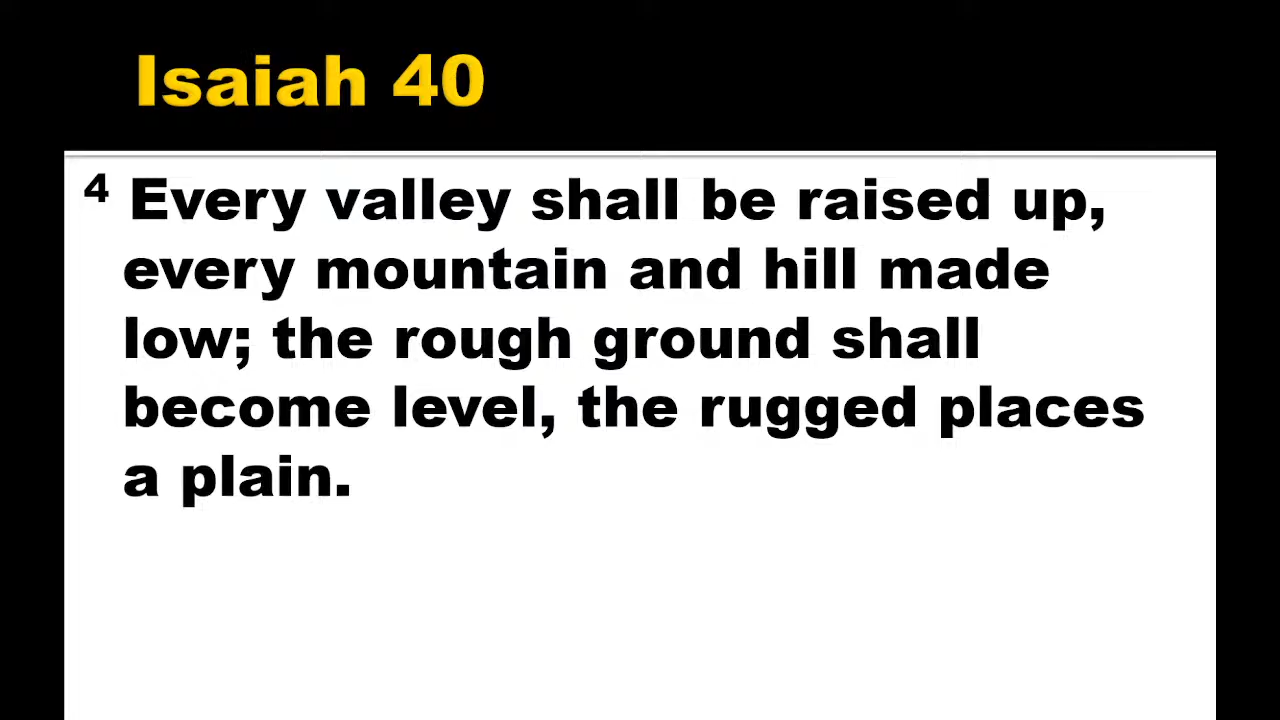 Isaiah 40
4 Every valley shall be raised up,
every mountain and hill made
low; the rough ground shall
become level, the rugged places
a plain.